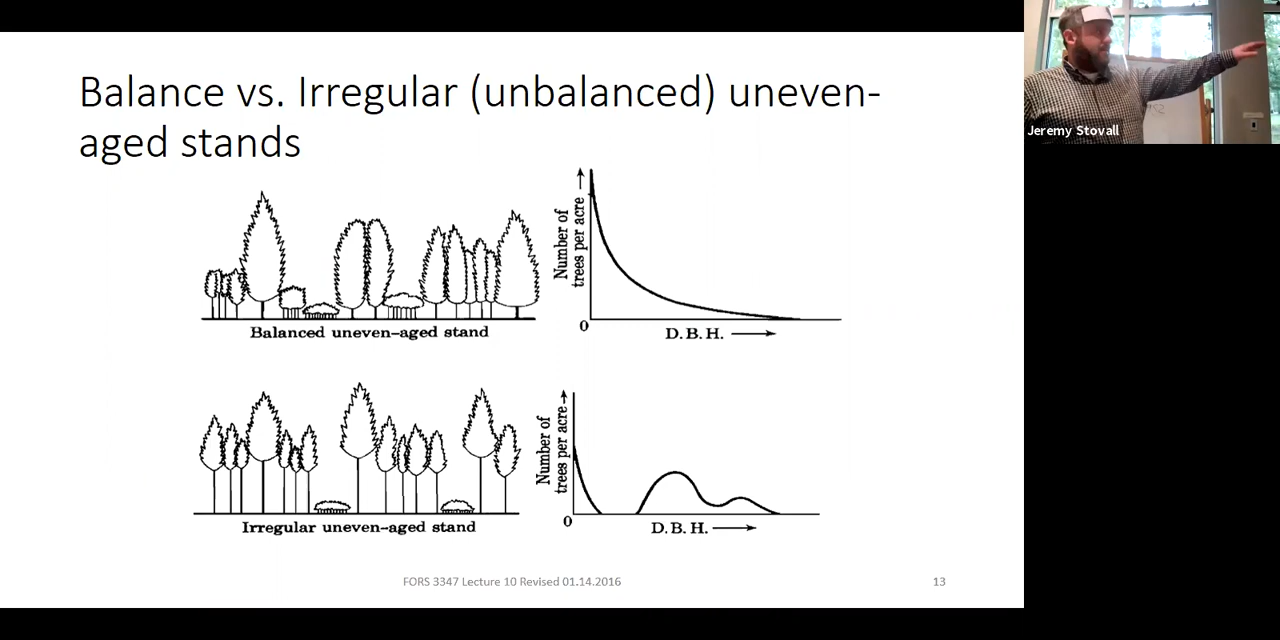 Balance vs. Irregular (unbalanced) uneven-
aged stands
Number of
trees per acre
0
D.B.H.
Balanced uneven-aged stand
Number of
trees per acre
0
D.B.H.
Irregular uneven-aged stand
FORS 3347 Lecture 10 Revised 01.14.2016
13
Jeremy Stovall